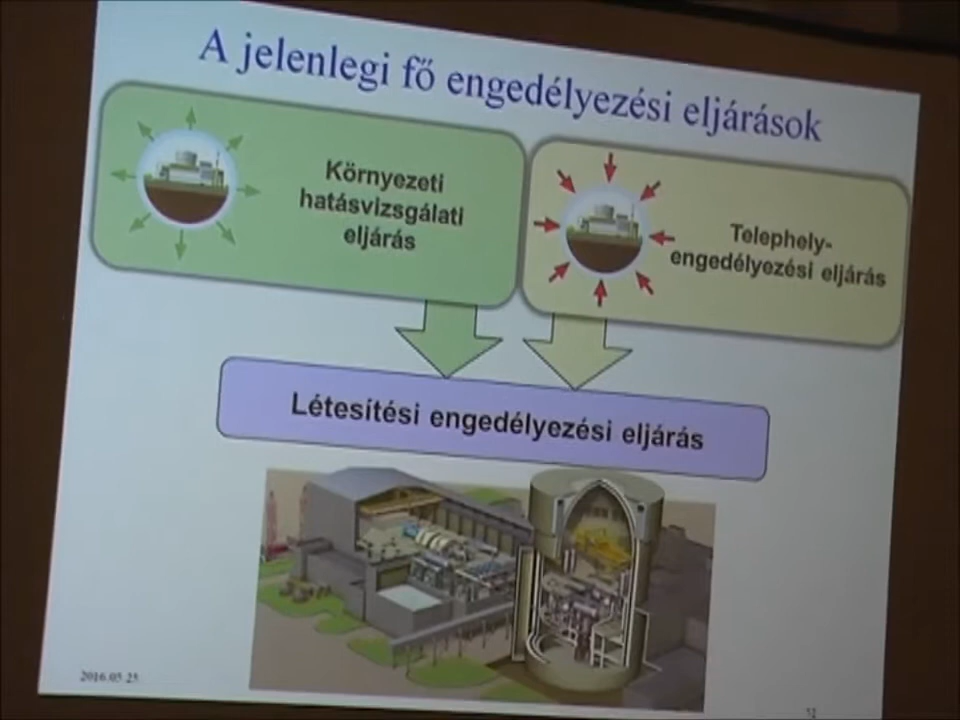 A jelenlegi fő engedélyezési eljárások
Környezeti
hatásvizsgálati
eljárás
Telephely-
engedélyezési eljárás
Létesítési engedélyezési eljárás
2016.05.25